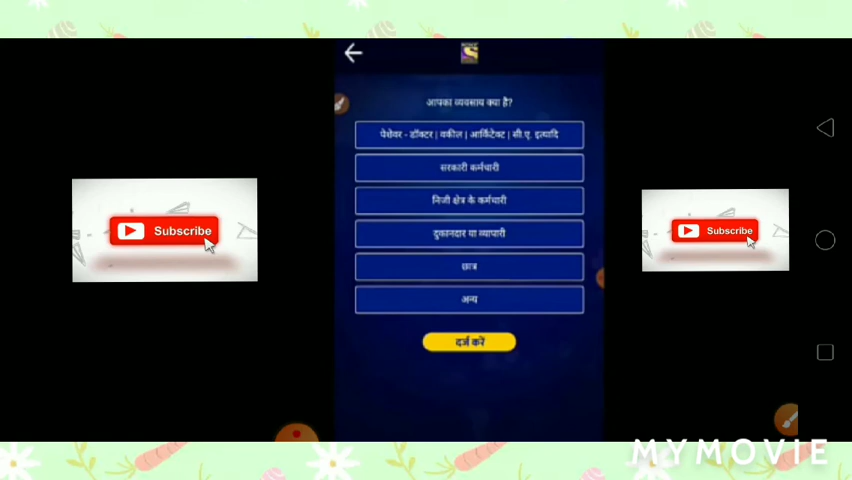 आपका व्यवसाय क्या है?
पेशेवर - डॉक्टर | वकील | आर्किटेक्ट | सी.ए. इत्यादि
सरकारी कर्मचारी
निजी क्षेत्र के कर्मचारी
दुकानदार या व्यापारी
छात्र
अन्य
दर्ज करें
Subscribe
Subscribe
MYMOVIE